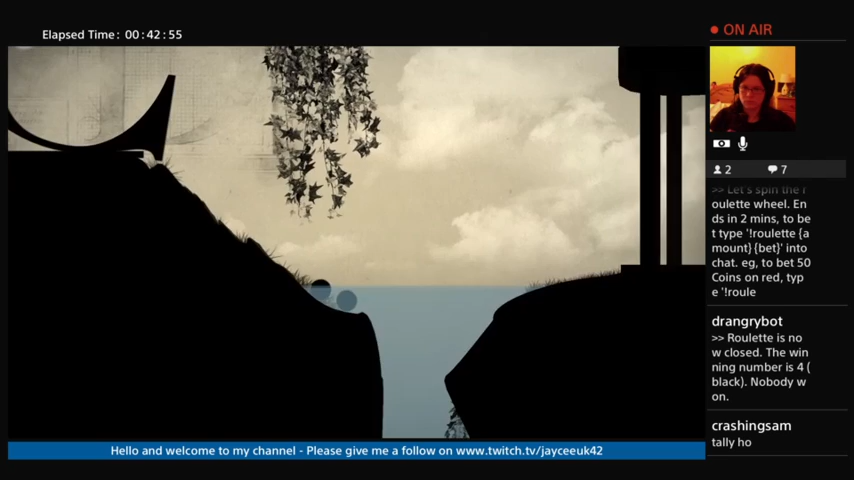 Elapsed Time: 00:42:55
ON AIR
2 7
>> Let's spin the r
oulette wheel. En
ds in 2 mins, to be
t type '!roulette {a
mount} {bet}' into
chat. eg, to bet 50
Coins on red, typ
e '!roule
drangrybot
>> Roulette is no
w closed. The win
ning number is 4 (
black). Nobody w
on.
crashingsam
tally ho
Hello and welcome to my channel - Please give me a follow on www.twitch.tv/jayceeuk42